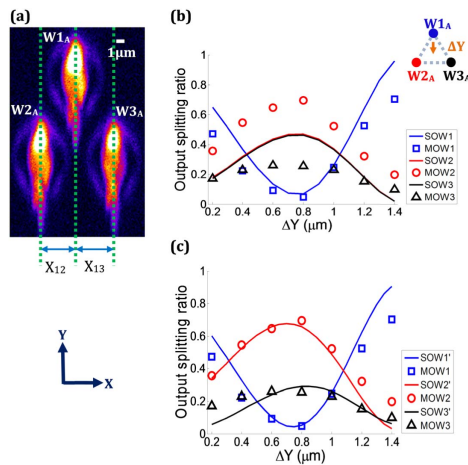 (a)
W1A
1μm
W2A
W3A
X12
X13
Y
X
(b)
Output splitting ratio
1
0.8
0.6
0.4
0.2
0
0.2 0.4 0.6 0.8 1.0 1.2 1.4
ΔY (μm)
W1A
ΔY
W2A W3A
SOW1
MOW1
SOW2
MOW2
SOW3
MOW3
(c)
Output splitting ratio
1
0.8
0.6
0.4
0.2
0
0.2 0.4 0.6 0.8 1.0 1.2 1.4
ΔY (μm)
SOW1'
MOW1
SOW2'
MOW2
SOW3'
MOW3